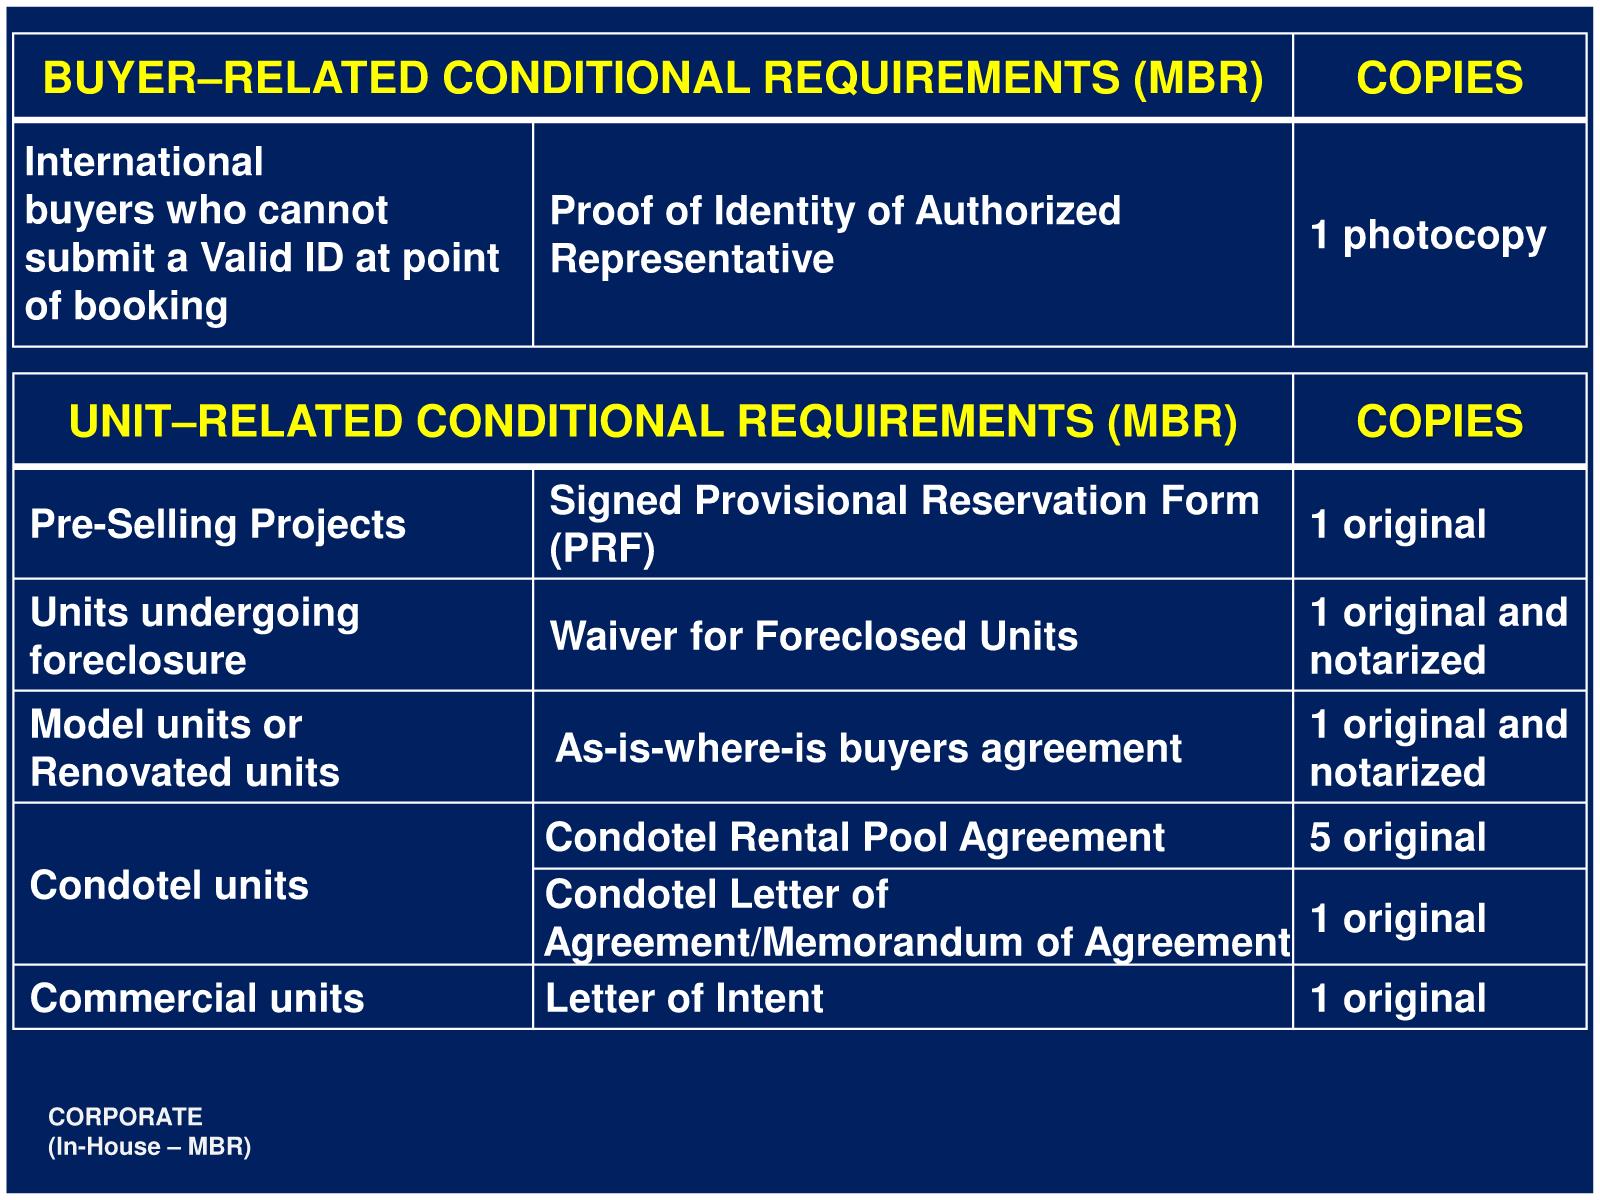 BUYER–RELATED CONDITIONAL REQUIREMENTS (MBR) COPIES
International
buyers who cannot
submit a Valid ID at point
of booking
Proof of Identity of Authorized
Representative
1 photocopy
UNIT–RELATED CONDITIONAL REQUIREMENTS (MBR) COPIES
Pre-Selling Projects
Signed Provisional Reservation Form
(PRF)
1 original
Units undergoing
foreclosure
Waiver for Foreclosed Units
1 original and
notarized
Model units or
Renovated units
As-is-where-is buyers agreement
1 original and
notarized
Condotel units
Condotel Rental Pool Agreement
5 original
Condotel Letter of
Agreement/Memorandum of Agreement
1 original
Commercial units
Letter of Intent
1 original
CORPORATE
(In-House – MBR)